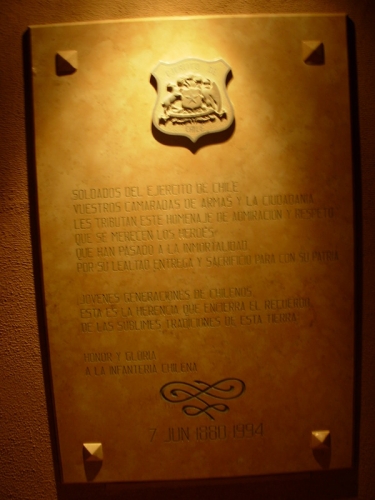 SOLDADOS DEL EJERCITO DE CHILE
VUESTROS CAMARADAS DE ARMAS Y LA CIUDADANIA
LES TRIBUTAN ESTE HOMENAJE DE ADMIRACION Y RESPETO
QUE SE MERECEN LOS HEROES
QUE HAN PASADO A LA INMORTALIDAD
POR SU LEALTAD ENTREGA Y SACRIFICIO PARA CON SU PATRIA
JOVENES GENERACIONES DE CHILENOS
ESTA ES LA HERENCIA QUE ENCIERRA EL RECUERDO
DE LAS SUBLIMES TRADICIONES DE ESTA TIERRA
HONOR Y GLORIA
A LA INFANTERIA CHILENA
7 JUN 1880 1994